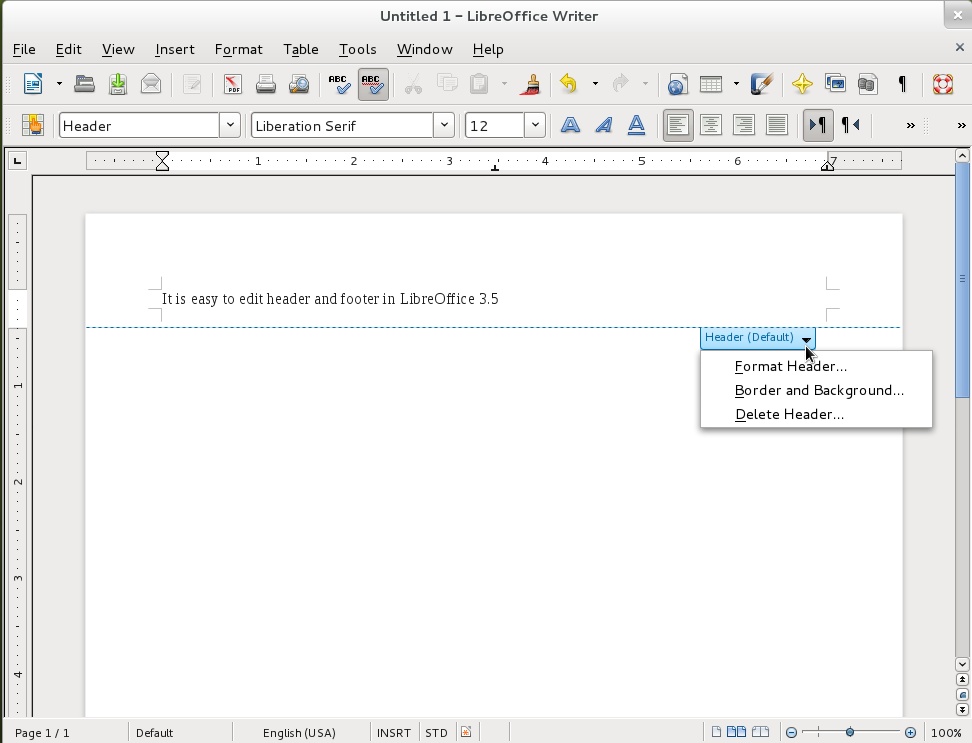 Untitled 1 – LibreOffice Writer
File Edit View Insert Format Table Tools Window Help
PDF ABC ABC
Header Liberation Serif 12 A A A ¶ ¶ » »
1 2 3 4 5 6 7
It is easy to edit header and footer in LibreOffice 3.5
Header (Default)
Format Header...
Border and Background...
Delete Header...
1
2
3
4
Page 1 / 1 Default English (USA) INSRT STD 100%